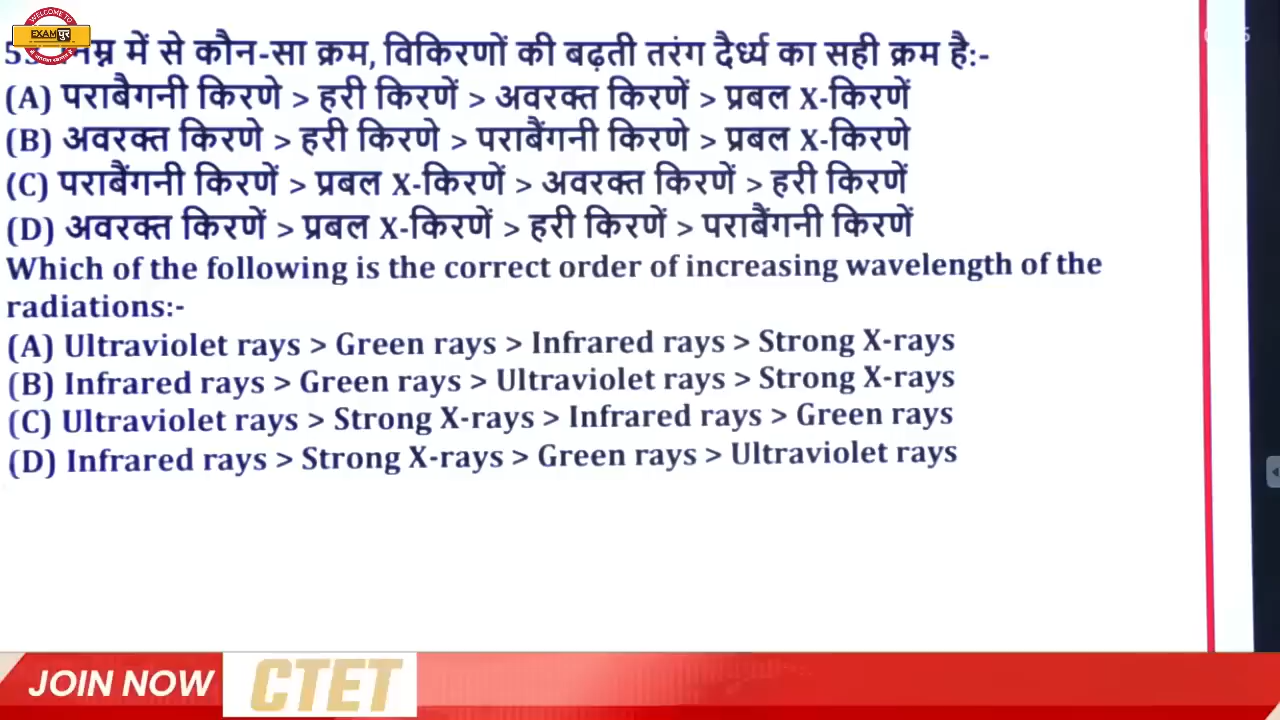 WELCOME TO
EXAMपुर
में से कौन-सा क्रम, विकिरणों की बढ़ती तरंग दैर्ध्य का सही क्रम है:-
(A) पराबैगनी किरणे > हरी किरणें > अवरक्त किरणें > प्रबल X-किरणें
(B) अवरक्त किरणे > हरी किरणे > पराबैंगनी किरणे > प्रबल X-किरणे
(C) पराबैंगनी किरणें > प्रबल X-किरणें > अवरक्त किरणें > हरी किरणें
(D) अवरक्त किरणें > प्रबल X-किरणें > हरी किरणें > पराबैंगनी किरणें
Which of the following is the correct order of increasing wavelength of the
radiations:-
(A) Ultraviolet rays > Green rays > Infrared rays > Strong X-rays
(B) Infrared rays > Green rays > Ultraviolet rays > Strong X-rays
(C) Ultraviolet rays > Strong X-rays > Infrared rays > Green rays
(D) Infrared rays > Strong X-rays > Green rays > Ultraviolet rays
JOIN NOW CTET